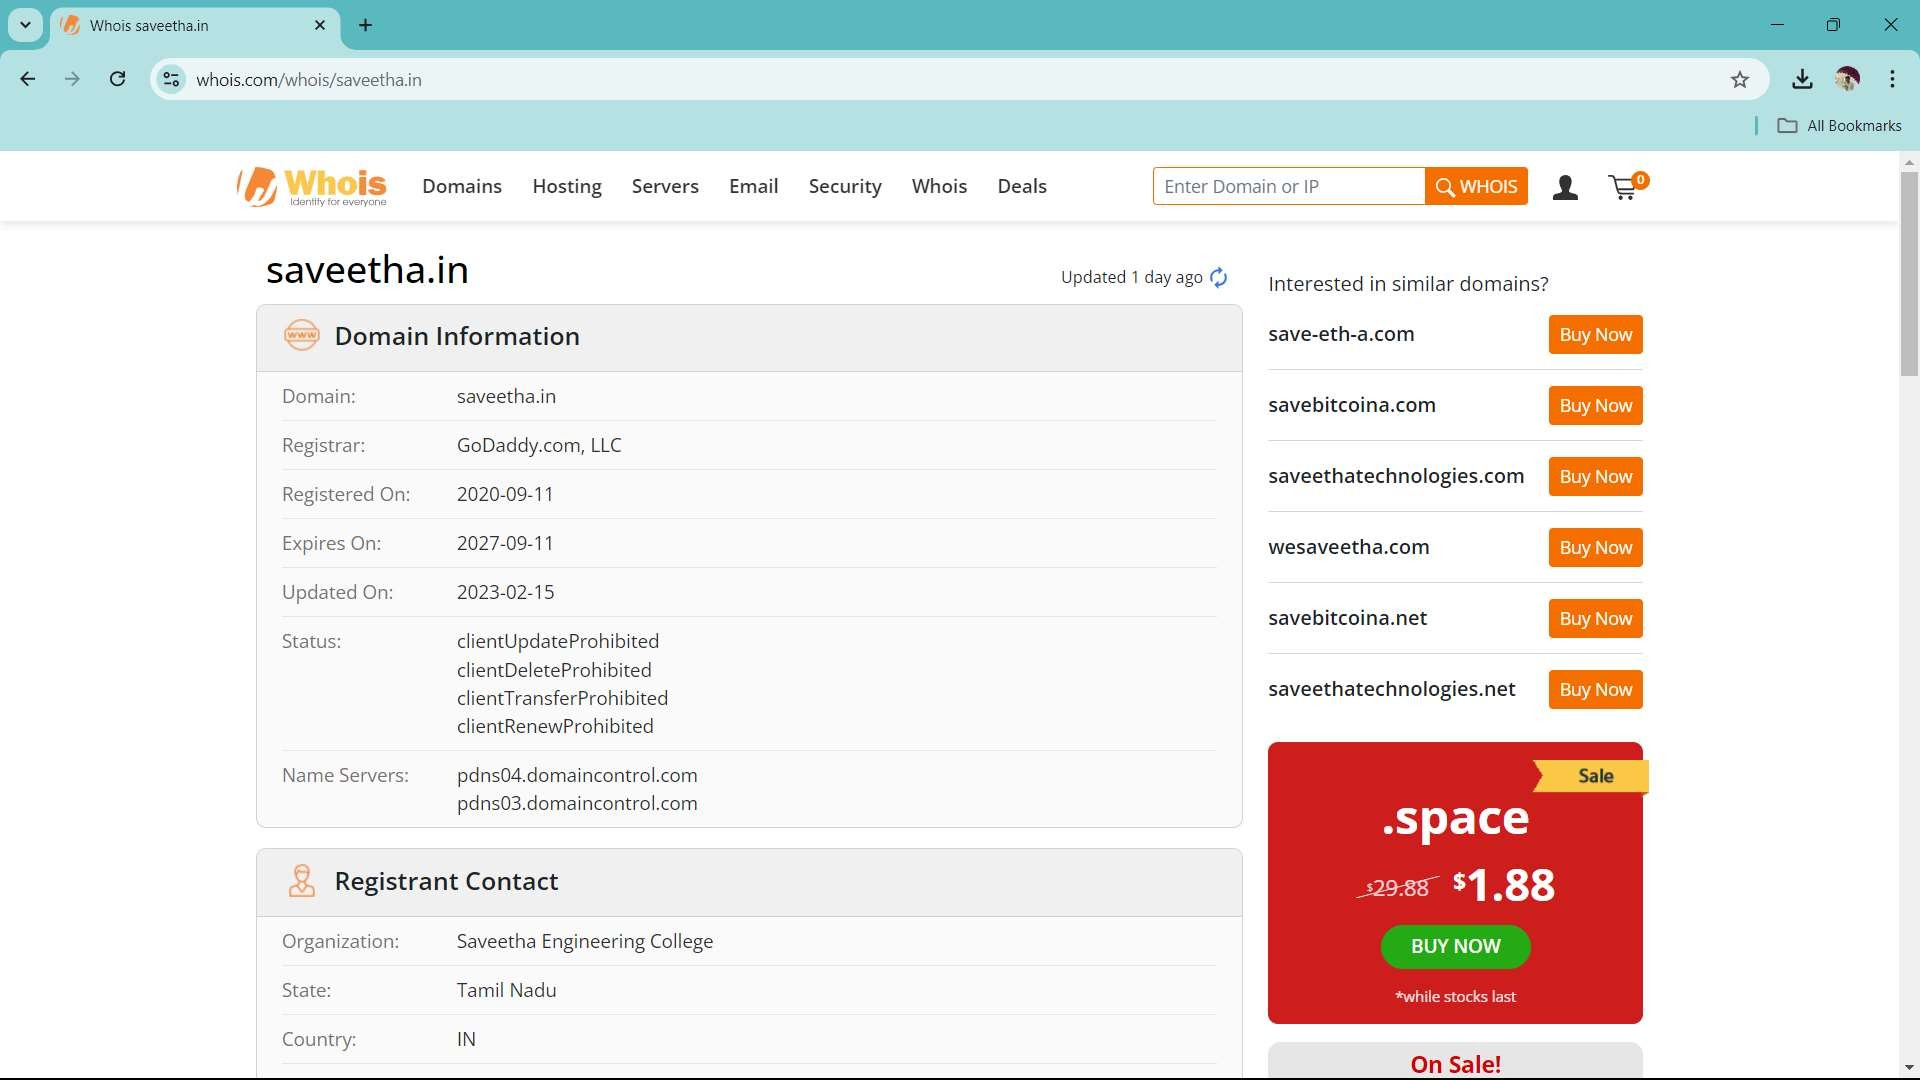 Whois saveetha.in
whois.com/whois/saveetha.in
All Bookmarks
Whois
Identity for everyone
Domains Hosting Servers Email Security Whois Deals
Enter Domain or IP WHOIS 0
saveetha.in
Updated 1 day ago
www Domain Information
Domain: saveetha.in
Registrar: GoDaddy.com, LLC
Registered On: 2020-09-11
Expires On: 2027-09-11
Updated On: 2023-02-15
Status: clientUpdateProhibited
clientDeleteProhibited
clientTransferProhibited
clientRenewProhibited
Name Servers: pdns04.domaincontrol.com
pdns03.domaincontrol.com
Registrant Contact
Organization: Saveetha Engineering College
State: Tamil Nadu
Country: IN
Interested in similar domains?
save-eth-a.com Buy Now
savebitcoina.com Buy Now
saveethatechnologies.com Buy Now
wesaveetha.com Buy Now
savebitcoina.net Buy Now
saveethatechnologies.net Buy Now
Sale
.space
$29.88 $1.88
BUY NOW
*while stocks last
On Sale!